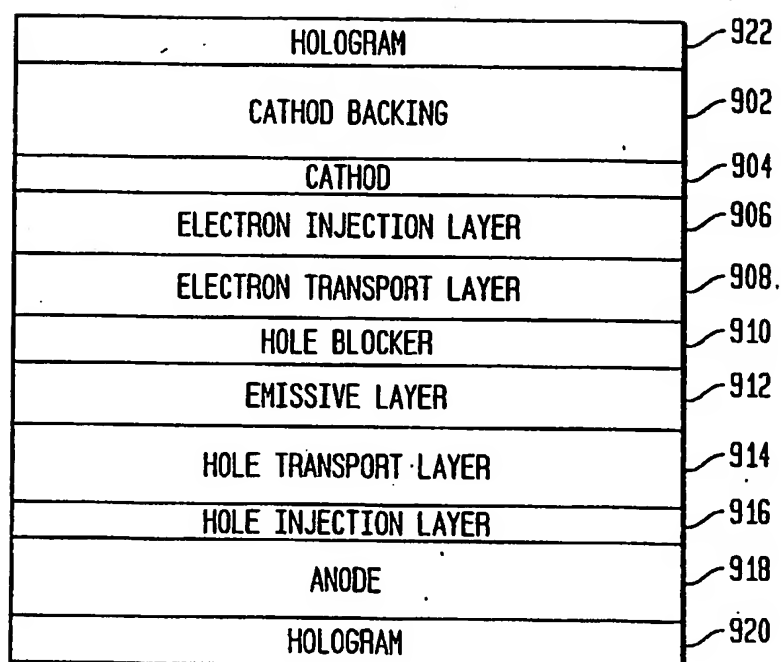 HOLOGRAM 922
CATHOD BACKING 902
CATHOD 904
ELECTRON INJECTION LAYER 906
ELECTRON TRANSPORT LAYER 908.
HOLE BLOCKER 910
EMISSIVE LAYER 912
HOLE TRANSPORT LAYER 914
HOLE INJECTION LAYER 916
ANODE 918
HOLOGRAM 920